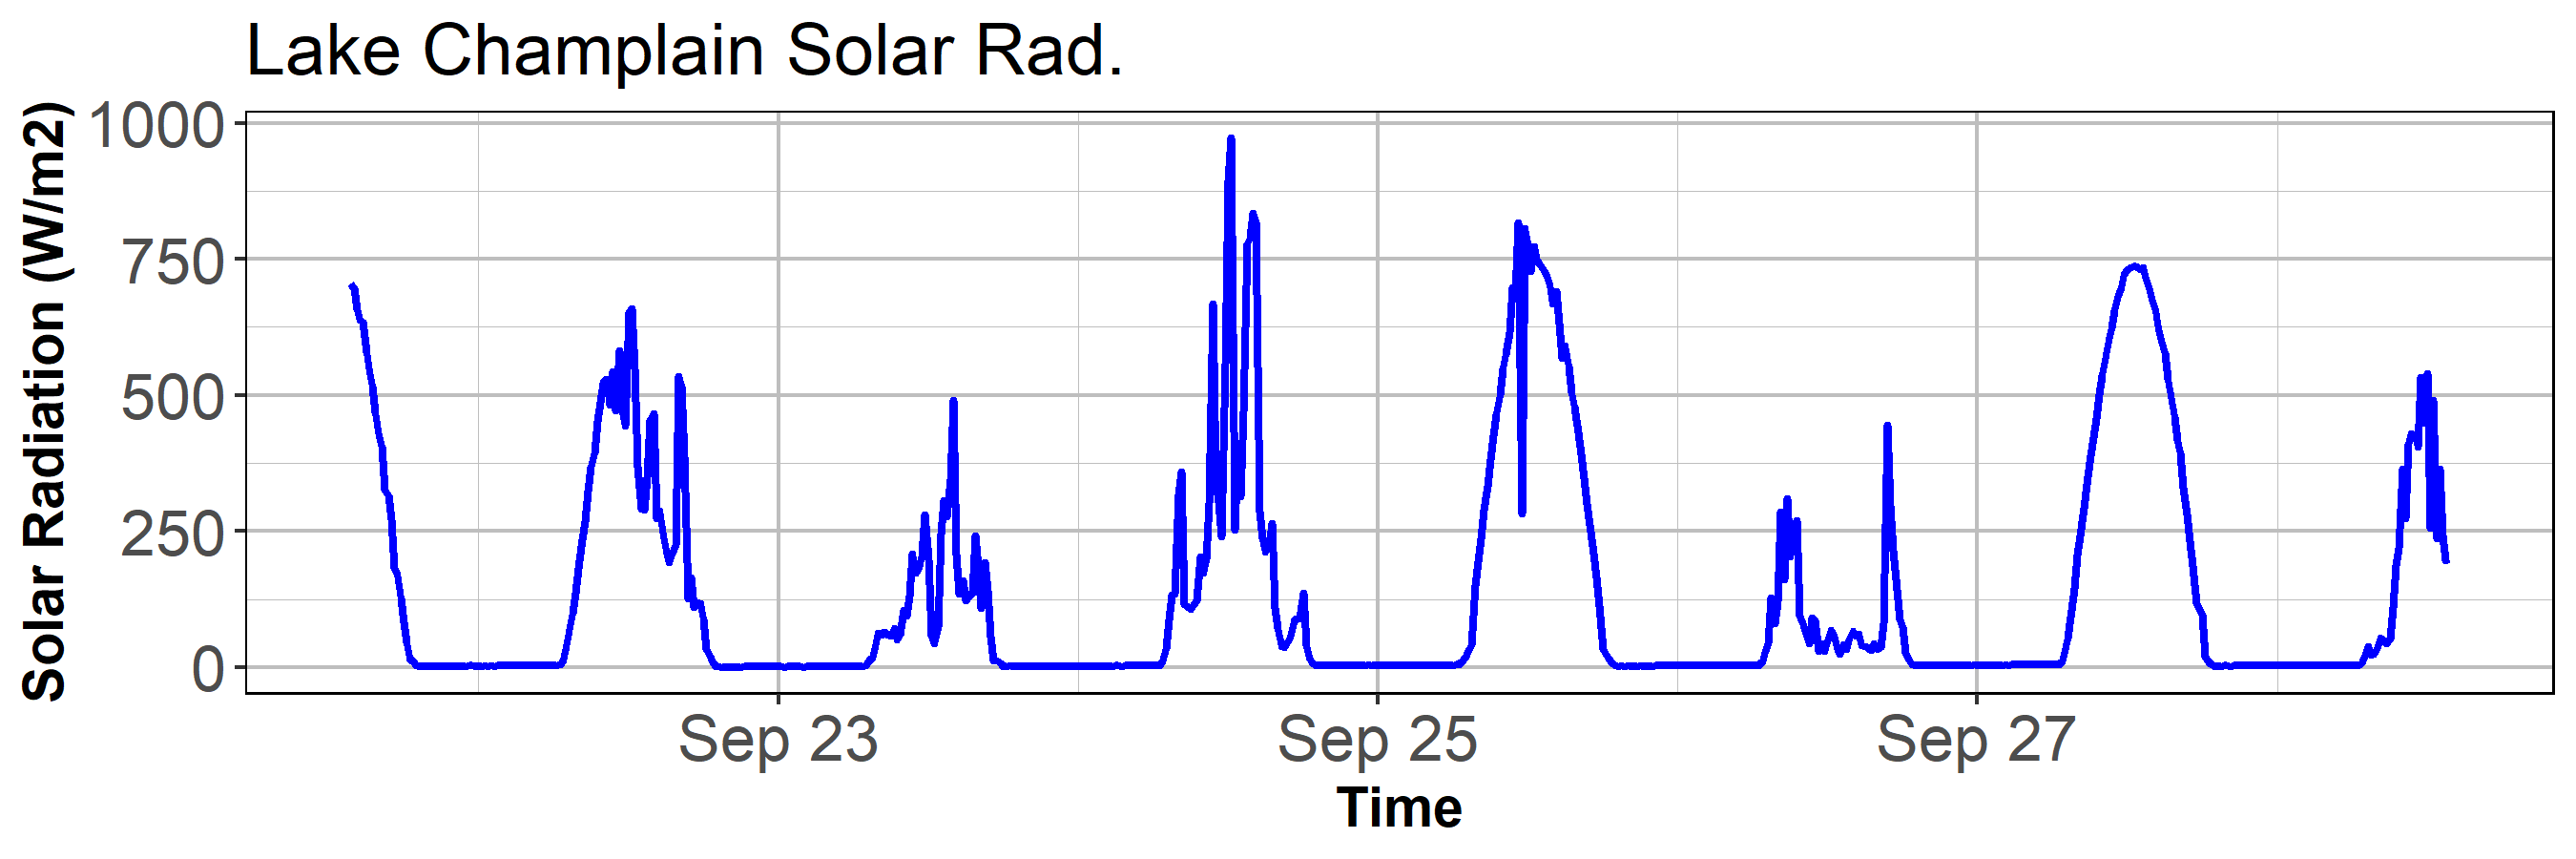 Lake Champlain Solar Rad.
Solar Radiation (W/m2)
1000
750
500
250
0
Sep 23 Sep 25 Sep 27
Time